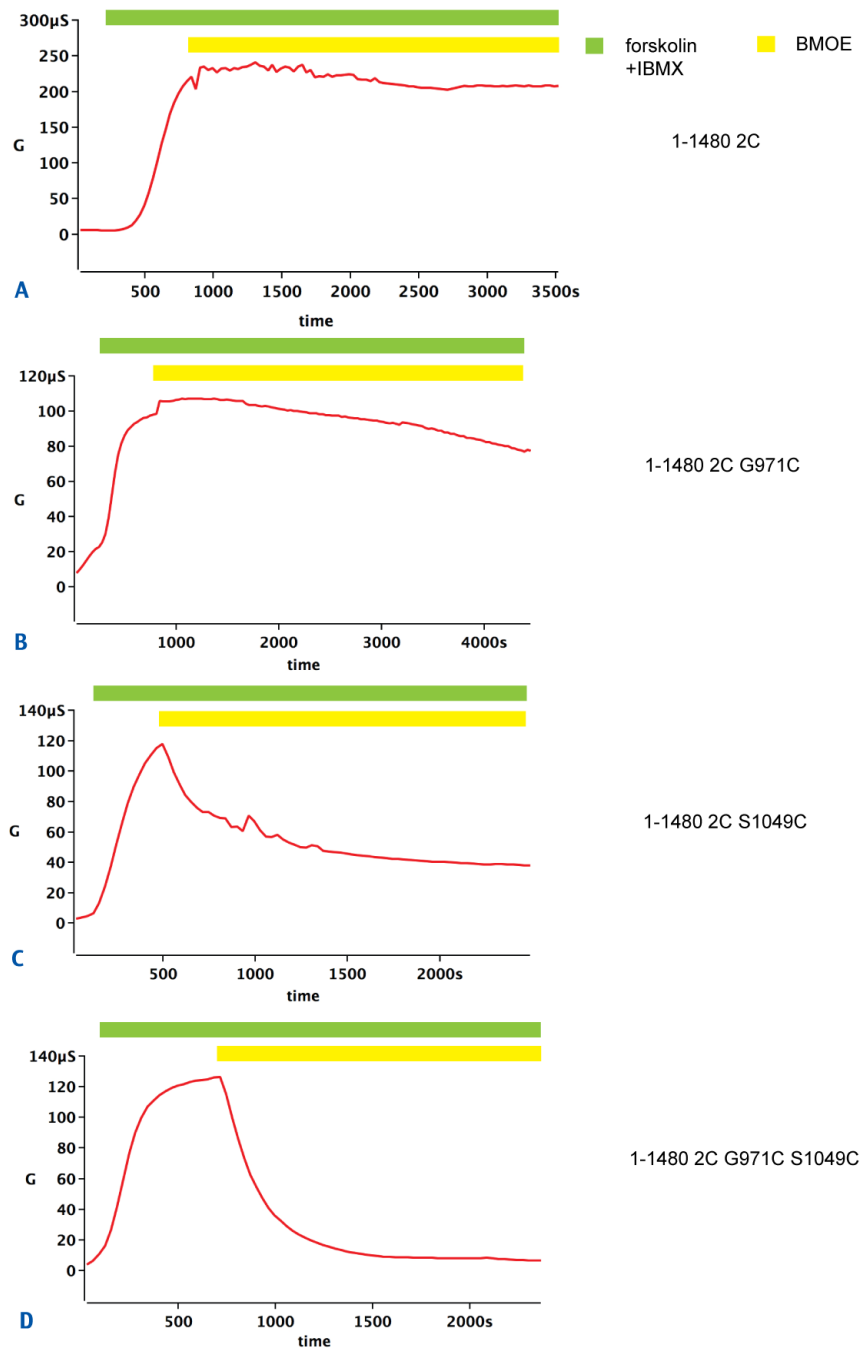 300µS
250
200
150
100
50
0
G
500 1000 1500 2000 2500 3000 3500s
time
A
forskolin
+IBMX
BMOE
1-1480 2C
120µS
100
80
60
40
20
0
G
1000 2000 3000 4000s
time
B
1-1480 2C G971C
140µS
120
100
80
60
40
20
0
G
500 1000 1500 2000s
time
C
1-1480 2C S1049C
140µS
120
100
80
60
40
20
0
G
500 1000 1500 2000s
time
D
1-1480 2C G971C S1049C